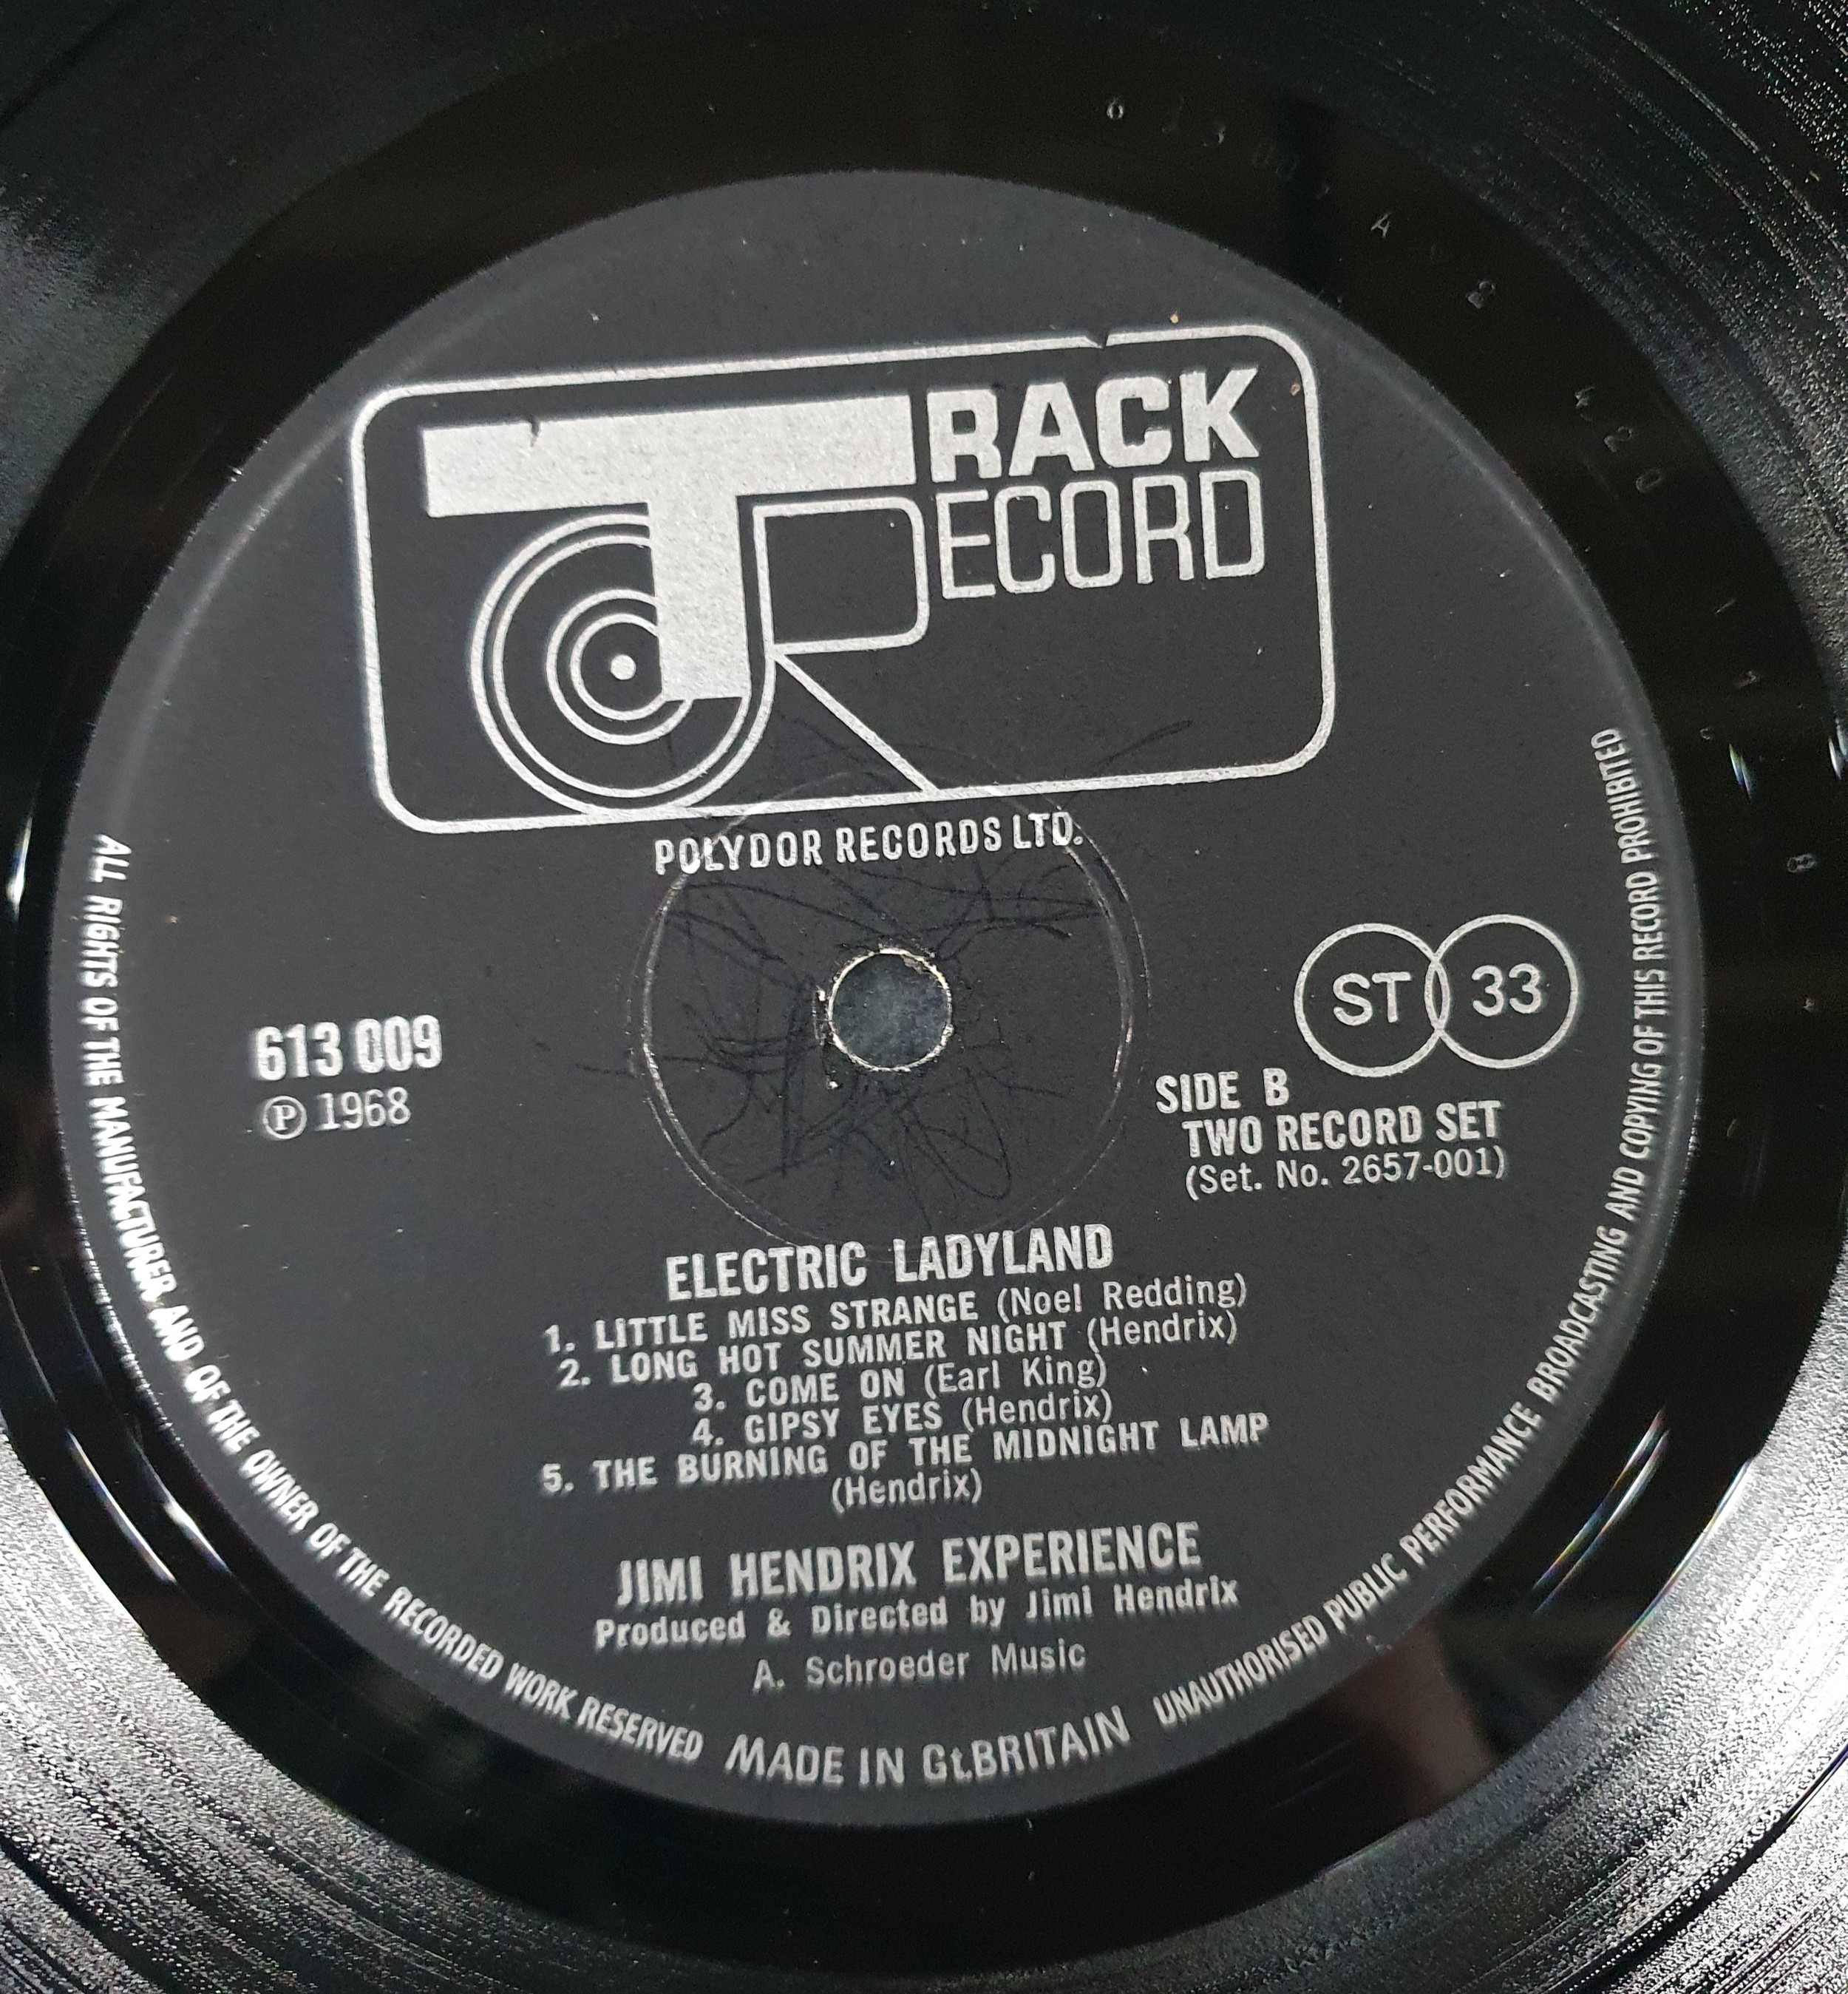 TRACK
RECORD
POLYDOR RECORDS LTD.
613 009
Ⓟ 1968
ST 33
SIDE B
TWO RECORD SET
(Set. No. 2657-001)
ELECTRIC LADYLAND
1. LITTLE MISS STRANGE (Noel Redding)
2. LONG HOT SUMMER NIGHT (Hendrix)
3. COME ON (Earl King)
4. GIPSY EYES (Hendrix)
5. THE BURNING OF THE MIDNIGHT LAMP
(Hendrix)
JIMI HENDRIX EXPERIENCE
Produced & Directed by Jimi Hendrix
A. Schroeder Music
ALL RIGHTS OF THE MANUFACTURER AND OF THE OWNER OF THE RECORDED WORK RESERVED MADE IN Gt.BRITAIN UNAUTHORISED PUBLIC PERFORMANCE BROADCASTING AND COPYING OF THIS RECORD PROHIBITED